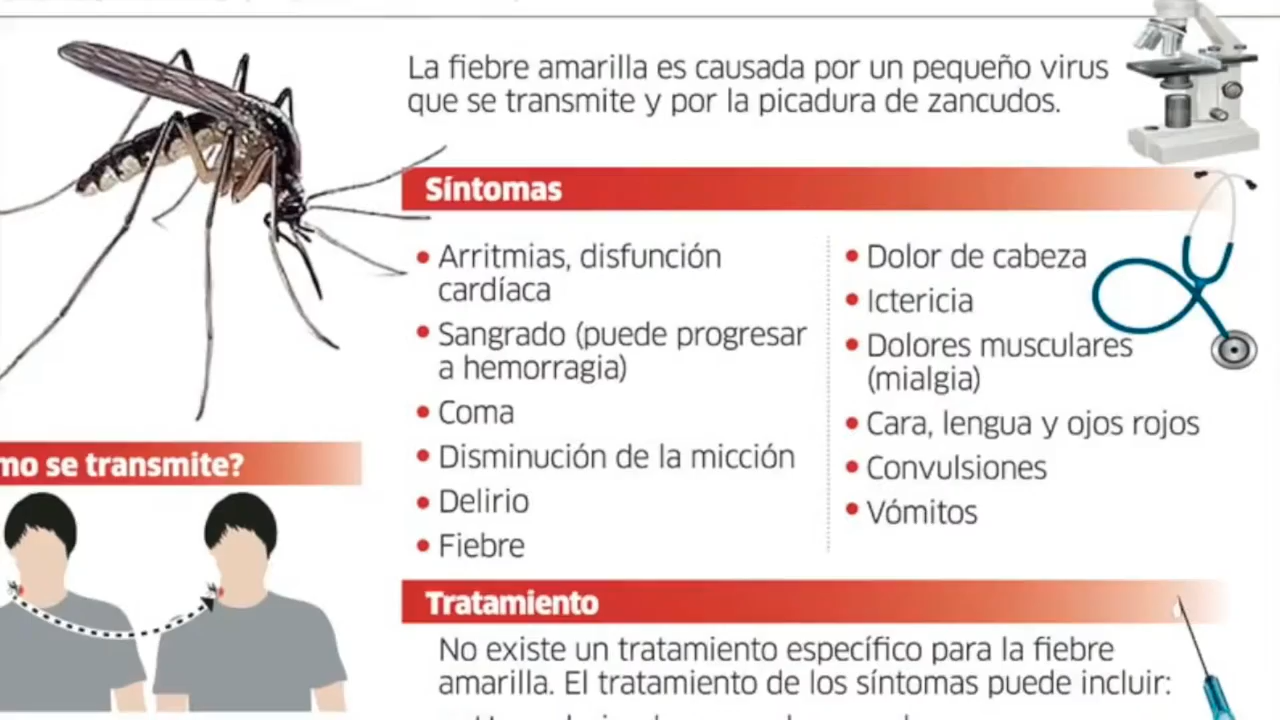 La fiebre amarilla es causada por un pequeño virus
que se transmite y por la picadura de zancudos.
Síntomas
• Arritmias, disfunción
cardíaca
• Sangrado (puede progresar
a hemorragia)
• Coma
• Disminución de la micción
• Delirio
• Fiebre
• Dolor de cabeza
• Ictericia
• Dolores musculares
(mialgia)
• Cara, lengua y ojos rojos
• Convulsiones
• Vómitos
mo se transmite?
Tratamiento
No existe un tratamiento específico para la fiebre
amarilla. El tratamiento de los síntomas puede incluir: